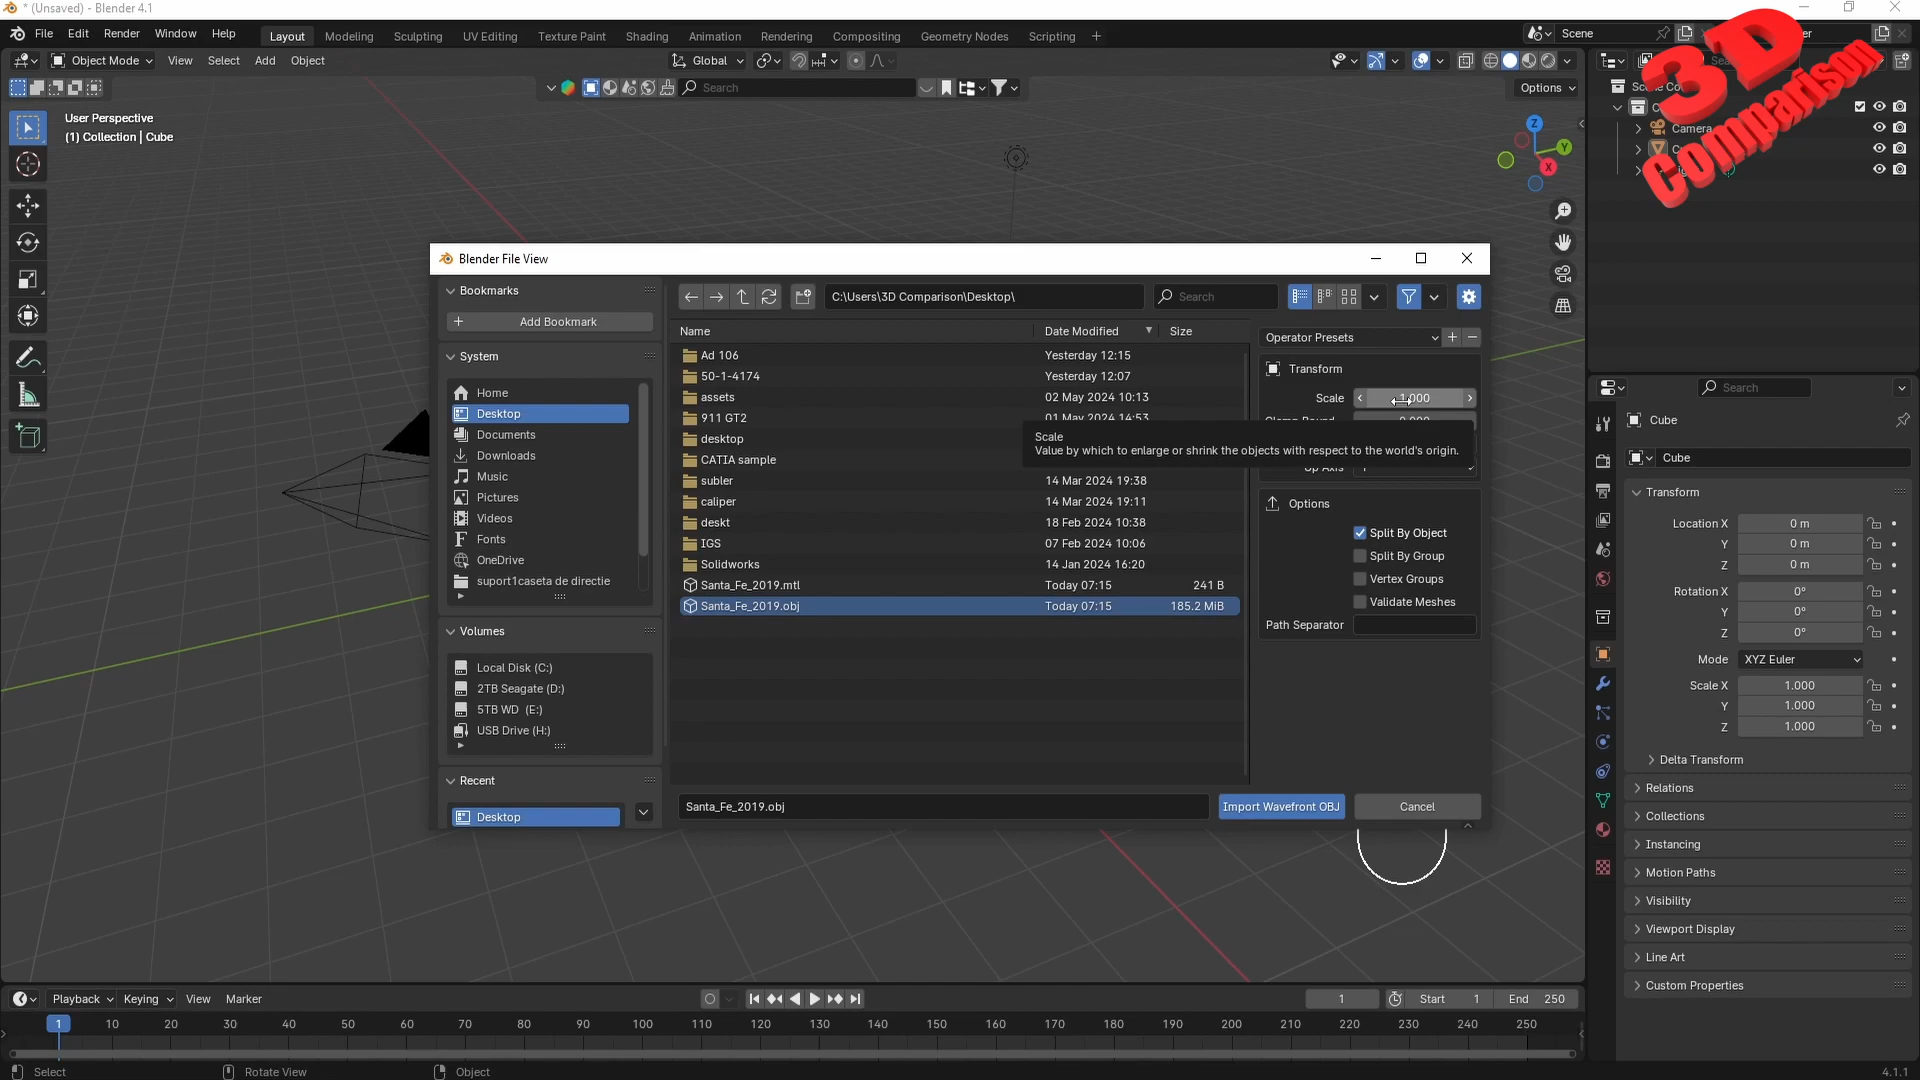 * (Unsaved) - Blender 4.1
File Edit Render Window Help Layout Modeling Sculpting UV Editing Texture Paint Shading Animation Rendering Compositing Geometry Nodes Scripting + Scene
Object Mode View Select Add Object Global
Search Options
User Perspective
(1) Collection | Cube
Z Y X
Camera
3D
Comparison
Blender File View
Bookmarks
Add Bookmark
System
Home
Desktop
Documents
Downloads
Music
Pictures
Videos
Fonts
OneDrive
suport1caseta de directie
Volumes
Local Disk (C:)
2TB Seagate (D:)
5TB WD (E:)
USB Drive (H:)
Recent
Desktop
C:\Users\3D Comparison\Desktop\ Search
Name Date Modified Size
Ad 106 Yesterday 12:15
50-1-4174 Yesterday 12:07
assets 02 May 2024 10:13
911 GT2 01 May 2024 14:53
desktop
CATIA sample
subler 14 Mar 2024 19:38
caliper 14 Mar 2024 19:11
deskt 18 Feb 2024 10:38
IGS 07 Feb 2024 10:06
Solidworks 14 Jan 2024 16:20
Santa_Fe_2019.mtl Today 07:15 241 B
Santa_Fe_2019.obj Today 07:15 185.2 MiB
Operator Presets
Transform
Scale 1.000
Scale
Value by which to enlarge or shrink the objects with respect to the world's origin.
Up Axis
Options
Split By Object
Split By Group
Vertex Groups
Validate Meshes
Path Separator
Santa_Fe_2019.obj Import Wavefront OBJ Cancel
Search
Cube
Cube
Transform
Location X 0 m
Y 0 m
Z 0 m
Rotation X 0°
Y 0°
Z 0°
Mode XYZ Euler
Scale X 1.000
Y 1.000
Z 1.000
Delta Transform
Relations
Collections
Instancing
Motion Paths
Visibility
Viewport Display
Line Art
Custom Properties
Playback Keying View Marker 1 Start 1 End 250
1 10 20 30 40 50 60 70 80 90 100 110 120 130 140 150 160 170 180 190 200 210 220 230 240 250
Select Rotate View Object 4.1.1